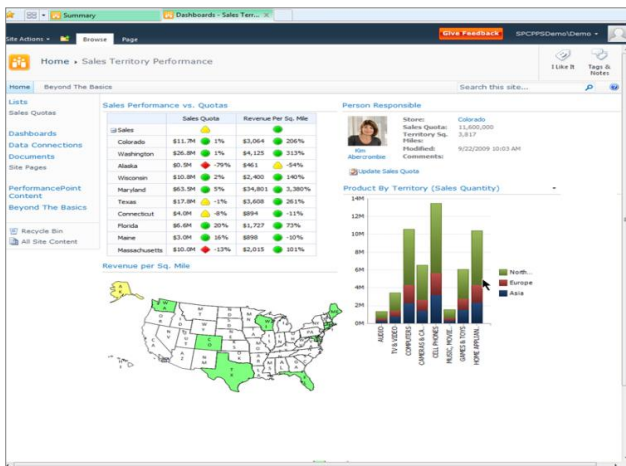 Summary
Dashboards - Sales Terr...
Site Actions
Browse
Page
Give Feedback
SPCPPSDemo\Demo
Home ▸ Sales Territory Performance
I Like It
Tags & Notes
Home
Beyond The Basics
Search this site...
Lists
Sales Quotas
Dashboards
Data Connections
Documents
Site Pages
PerformancePoint Content
Beyond The Basics
Recycle Bin
All Site Content
Sales Performance vs. Quotas
Sales Quota Revenue Per Sq. Mile
Sales
Colorado $11.7M 1% $3,064 206%
Washington $26.8M 1% $4,125 313%
Alaska $0.5M -79% $461 -54%
Wisconsin $10.8M 2% $2,400 140%
Maryland $63.5M 5% $34,801 3,380%
Texas $17.8M -1% $3,608 261%
Connecticut $4.0M -8% $894 -11%
Florida $6.6M 20% $1,727 73%
Maine $3.0M 16% $898 -10%
Massachusetts $10.0M -13% $2,015 101%
Revenue per Sq. Mile
Person Responsible
Kim Abercrombie
Store: Colorado
Sales Quota: 11,600,000
Territory Sq. Miles: 3,817
Modified: 9/22/2009 10:03 AM
Comments:
Update Sales Quota
Product By Territory (Sales Quantity)
14M
12M
10M
8M
6M
4M
2M
0M
North...
Europe
Asia
AUDIO
TV & VIDEO
COMPUTERS
CAMERAS & CA...
CELL PHONES
MUSIC, MOVIE...
GAMES & TOYS
HOME APPLIAN...